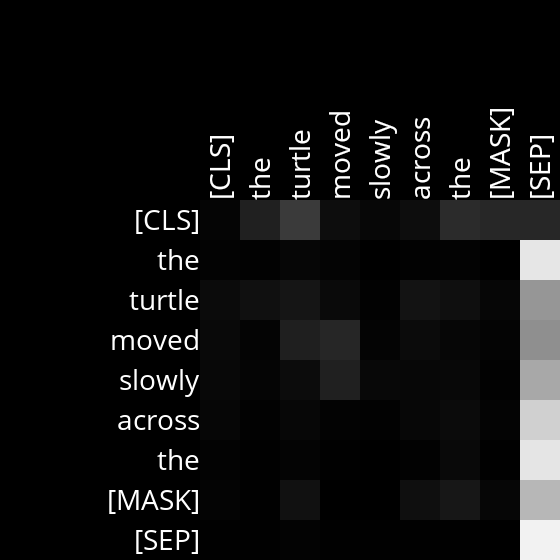 [CLS] the turtle moved slowly across the [MASK] [SEP]
[CLS]
the
turtle
moved
slowly
across
the
[MASK]
[SEP]